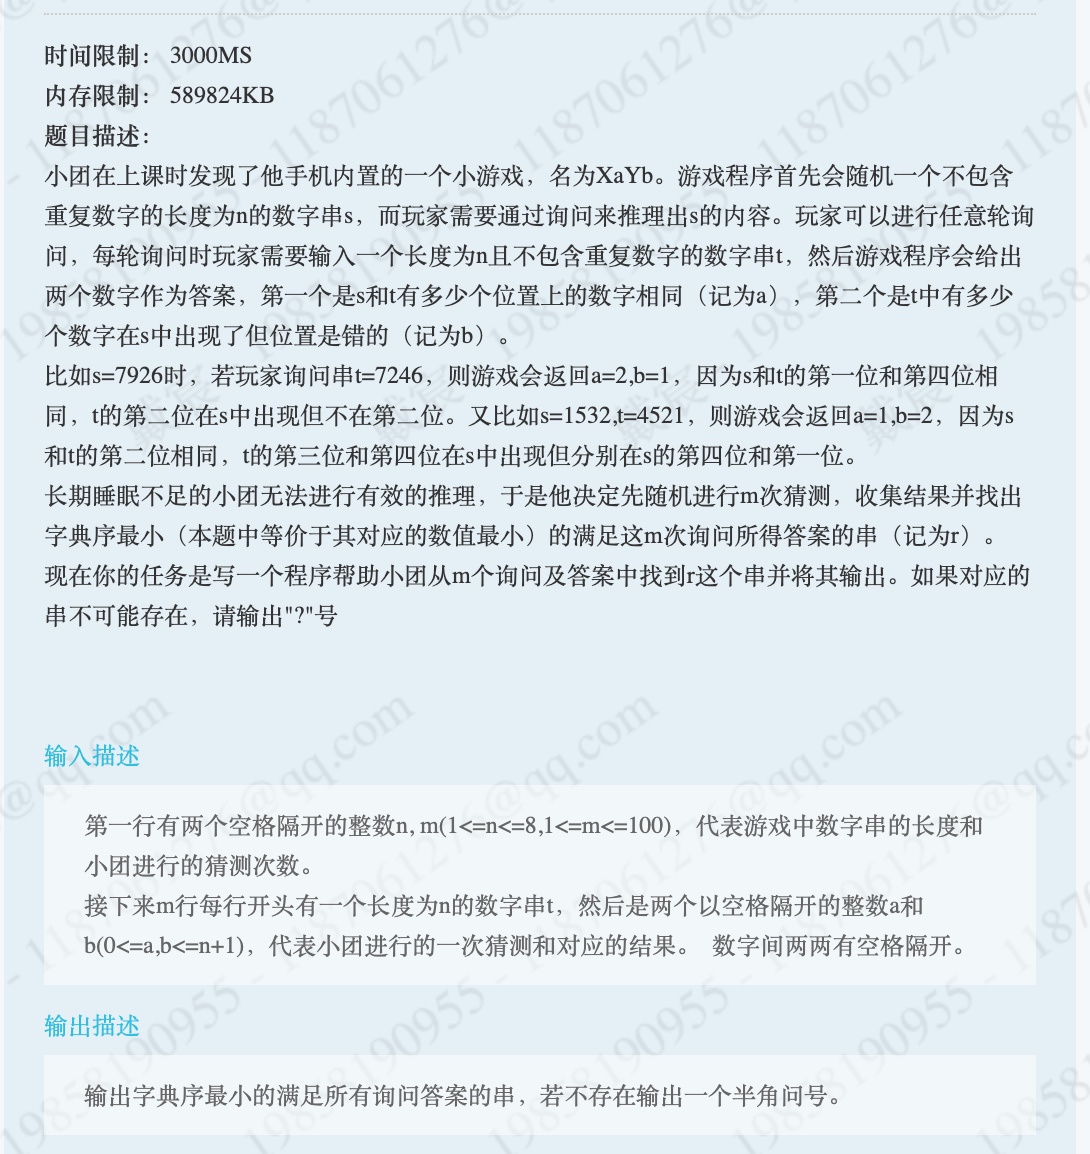 时间限制： 3000MS
内存限制： 589824KB
题目描述：
小团在上课时发现了他手机内置的一个小游戏，名为XaYb。游戏程序首先会随机一个不包含
重复数字的长度为n的数字串s，而玩家需要通过询问来推理出s的内容。玩家可以进行任意轮询
问，每轮询问时玩家需要输入一个长度为n且不包含重复数字的数字串t，然后游戏程序会给出
两个数字作为答案，第一个是s和t有多少个位置上的数字相同（记为a），第二个是t中有多少
个数字在s中出现了但位置是错的（记为b）。
比如s=7926时，若玩家询问串t=7246，则游戏会返回a=2,b=1，因为s和t的第一位和第四位相
同，t的第二位在s中出现但不在第二位。又比如s=1532,t=4521，则游戏会返回a=1,b=2，因为s
和t的第二位相同，t的第三位和第四位在s中出现但分别在s的第四位和第一位。
长期睡眠不足的小团无法进行有效的推理，于是他决定先随机进行m次猜测，收集结果并找出
字典序最小（本题中等价于其对应的数值最小）的满足这m次询问所得答案的串（记为r）。
现在你的任务是写一个程序帮助小团从m个询问及答案中找到r这个串并将其输出。如果对应的
串不可能存在，请输出"?"号
输入描述
第一行有两个空格隔开的整数n, m(1<=n<=8,1<=m<=100)，代表游戏中数字串的长度和
小团进行的猜测次数。
接下来m行每行开头有一个长度为n的数字串t，然后是两个以空格隔开的整数a和
b(0<=a,b<=n+1)，代表小团进行的一次猜测和对应的结果。 数字间两两有空格隔开。
输出描述
输出字典序最小的满足所有询问答案的串，若不存在输出一个半角问号。